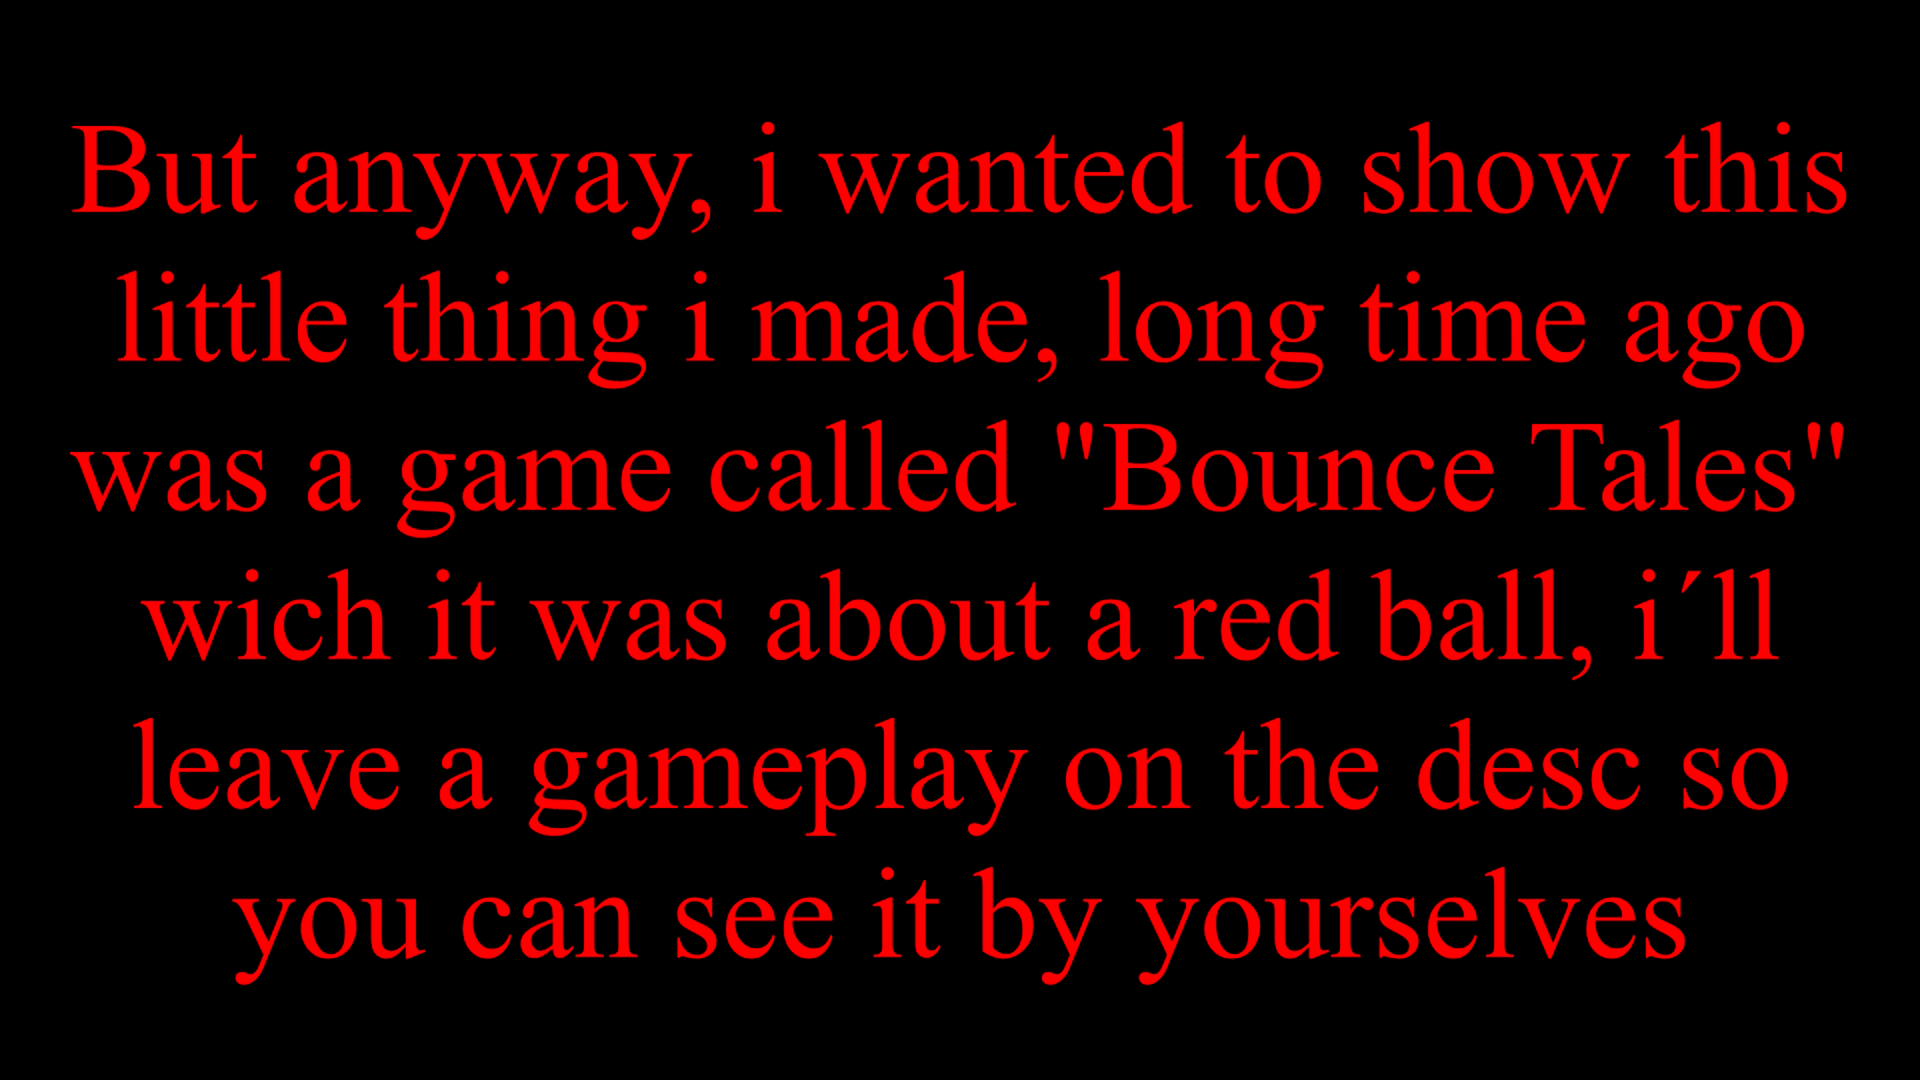 But anyway, i wanted to show this
little thing i made, long time ago
was a game called "Bounce Tales"
wich it was about a red ball, i´ll
leave a gameplay on the desc so
you can see it by yourselves